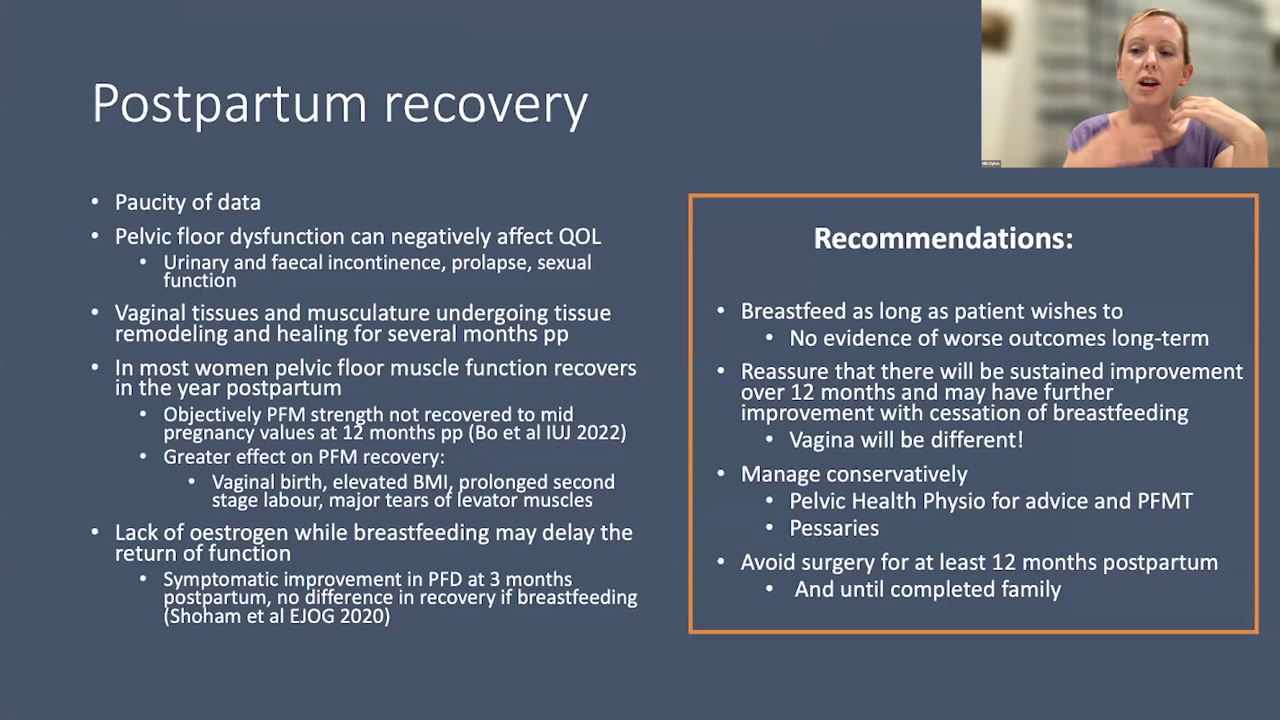 Postpartum recovery
• Paucity of data
• Pelvic floor dysfunction can negatively affect QOL
• Urinary and faecal incontinence, prolapse, sexual
function
• Vaginal tissues and musculature undergoing tissue
remodeling and healing for several months pp
• In most women pelvic floor muscle function recovers
in the year postpartum
• Objectively PFM strength not recovered to mid
pregnancy values at 12 months pp (Bo et al IUJ 2022)
• Greater effect on PFM recovery:
• Vaginal birth, elevated BMI, prolonged second
stage labour, major tears of levator muscles
• Lack of oestrogen while breastfeeding may delay the
return of function
• Symptomatic improvement in PFD at 3 months
postpartum, no difference in recovery if breastfeeding
(Shoham et al EJOG 2020)
Recommendations:
• Breastfeed as long as patient wishes to
• No evidence of worse outcomes long-term
• Reassure that there will be sustained improvement
over 12 months and may have further
improvement with cessation of breastfeeding
• Vagina will be different!
• Manage conservatively
• Pelvic Health Physio for advice and PFMT
• Pessaries
• Avoid surgery for at least 12 months postpartum
• And until completed family